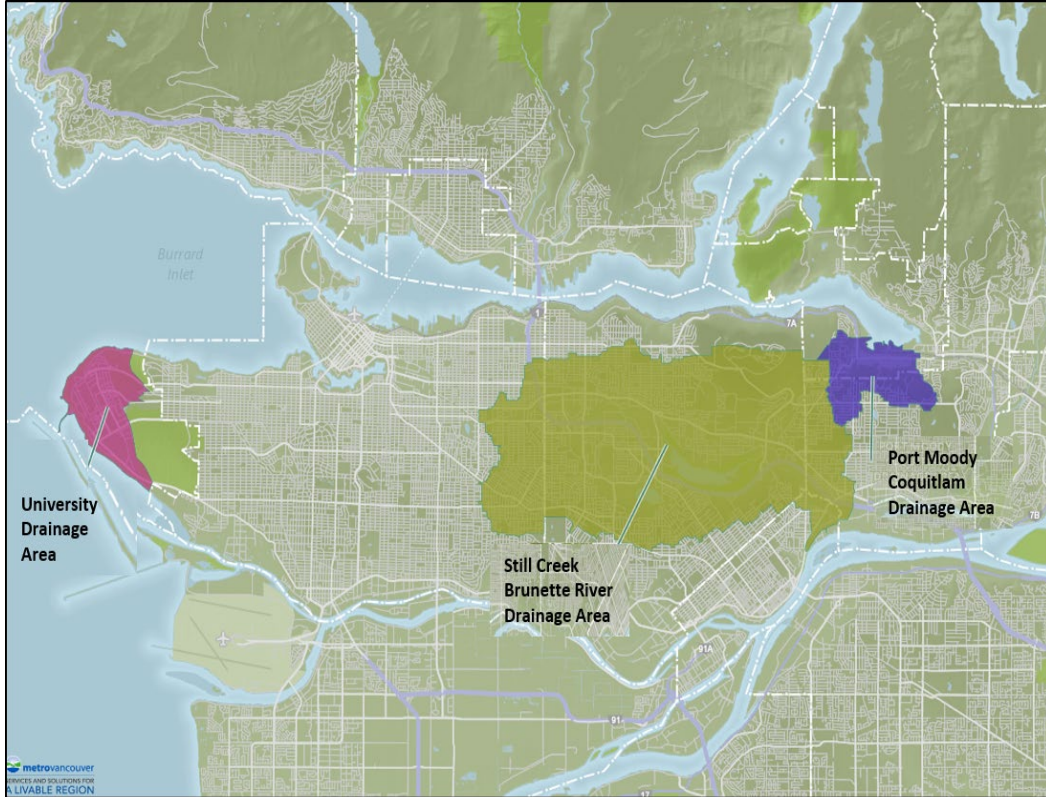 Burrard
Inlet
1
7A
University
Drainage
Area
Port Moody
Coquitlam
Drainage Area
7B
Still Creek
Brunette River
Drainage Area
91A
91
17
metrovancouver
SERVICES AND SOLUTIONS FOR
A LIVABLE REGION